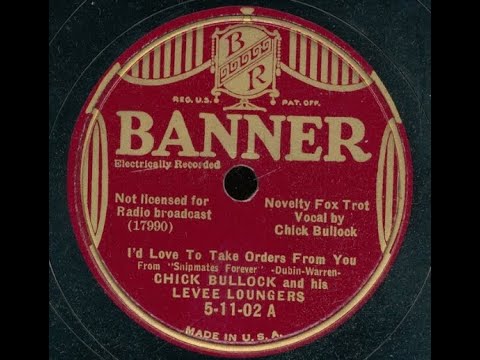 B
R
REG. U.S. PAT. OFF.
BANNER
Electrically Recorded
Not licensed for
Radio broadcast
(17990)
Novelty Fox Trot
Vocal by
Chick Bullock
I'd Love To Take Orders From You
From "Snipmates Forever" -Dubin-Warren-
CHICK BULLOCK and his
LEVEE LOUNGERS
5-11-02 A
MADE IN U.S.A.